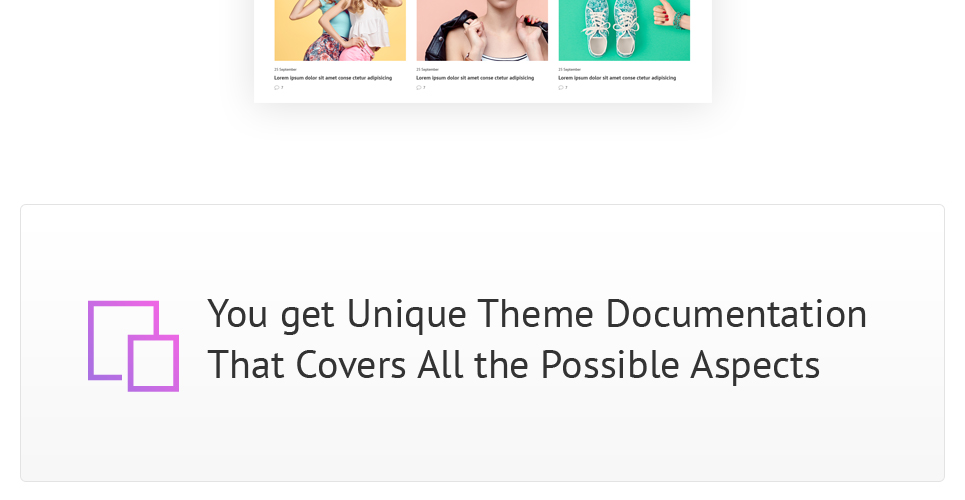 23 September
23 September
23 September
Lorem ipsum dolor sit amet conse ctetur adipisicing
Lorem ipsum dolor sit amet conse ctetur adipisicing
Lorem ipsum dolor sit amet conse ctetur adipisicing
7
7
7
You get Unique Theme Documentation
That Covers All the Possible Aspects